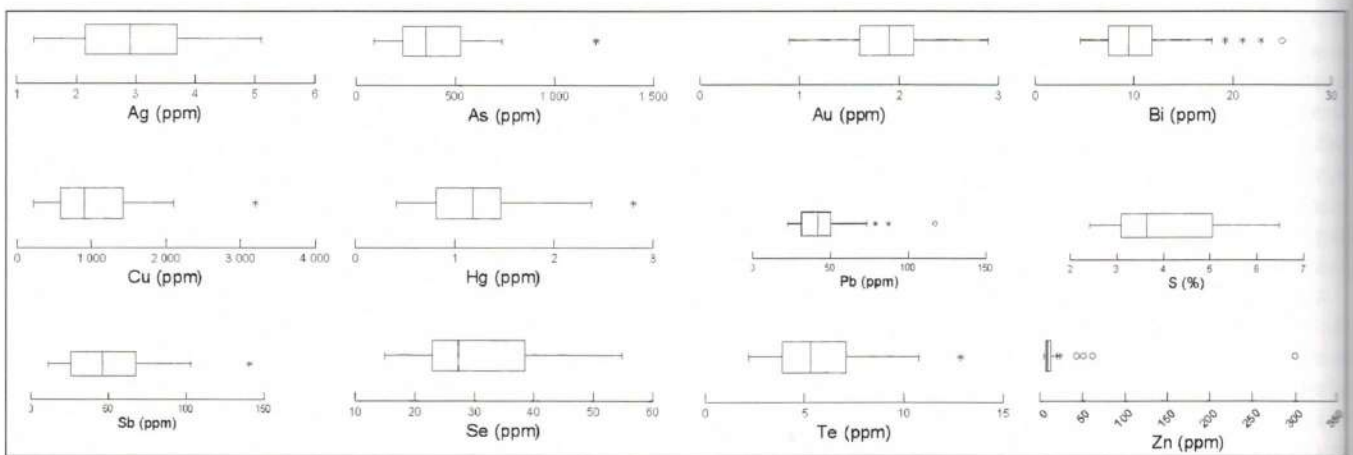 1 2 3 4 5 6
Ag (ppm)
0 500 1 000 1 500
As (ppm)
0 1 2 3
Au (ppm)
0 10 20 30
Bi (ppm)
0 1 000 2 000 3 000 4 000
Cu (ppm)
0 1 2 3
Hg (ppm)
0 50 100 150
Pb (ppm)
2 3 4 5 6 7
S (%)
0 50 100 150
Sb (ppm)
10 20 30 40 50 60
Se (ppm)
0 5 10 15
Te (ppm)
0 50 100 150 200 250 300 350
Zn (ppm)